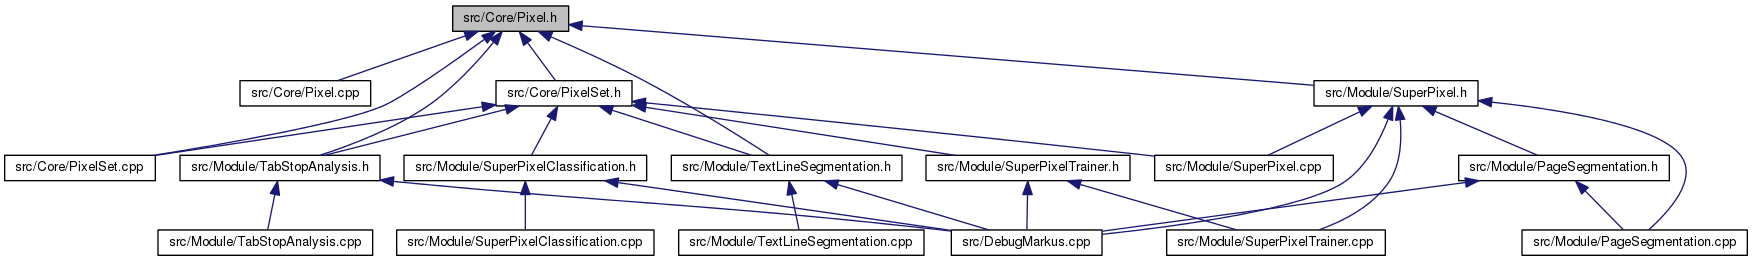 src/Core/Pixel.h
src/Core/Pixel.cpp
src/Core/PixelSet.h
src/Module/SuperPixel.h
src/Core/PixelSet.cpp
src/Module/TabStopAnalysis.h
src/Module/SuperPixelClassification.h
src/Module/TextLineSegmentation.h
src/Module/SuperPixelTrainer.h
src/Module/SuperPixel.cpp
src/Module/PageSegmentation.h
src/Module/TabStopAnalysis.cpp
src/Module/SuperPixelClassification.cpp
src/Module/TextLineSegmentation.cpp
src/DebugMarkus.cpp
src/Module/SuperPixelTrainer.cpp
src/Module/PageSegmentation.cpp